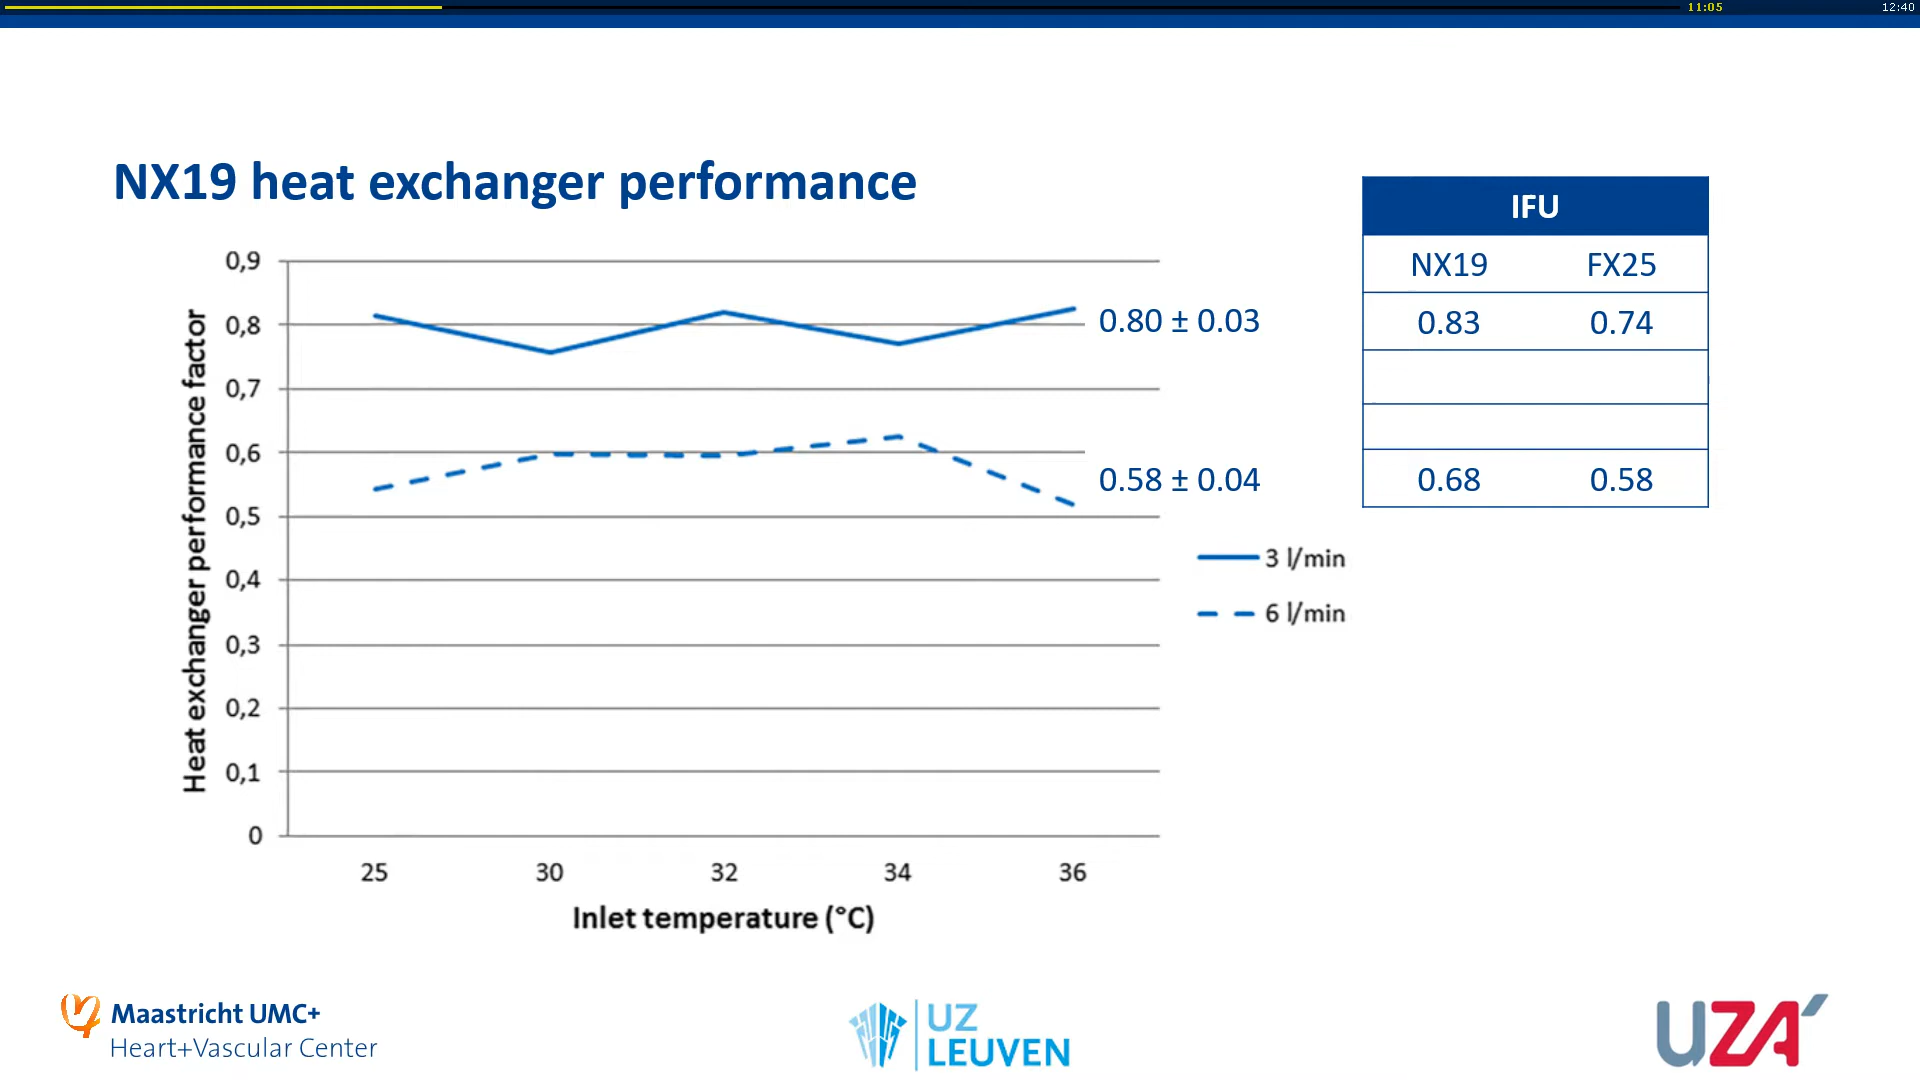 11:05
12:40
NX19 heat exchanger performance
IFU
NX19 FX25
0.83 0.74
0.68 0.58
Heat exchanger performance factor
0,9
0,8
0,7
0,6
0,5
0,4
0,3
0,2
0,1
0
0.80 ± 0.03
0.58 ± 0.04
3 l/min
6 l/min
25 30 32 34 36
Inlet temperature (°C)
Maastricht UMC+
Heart+Vascular Center
UZ
LEUVEN
UZA